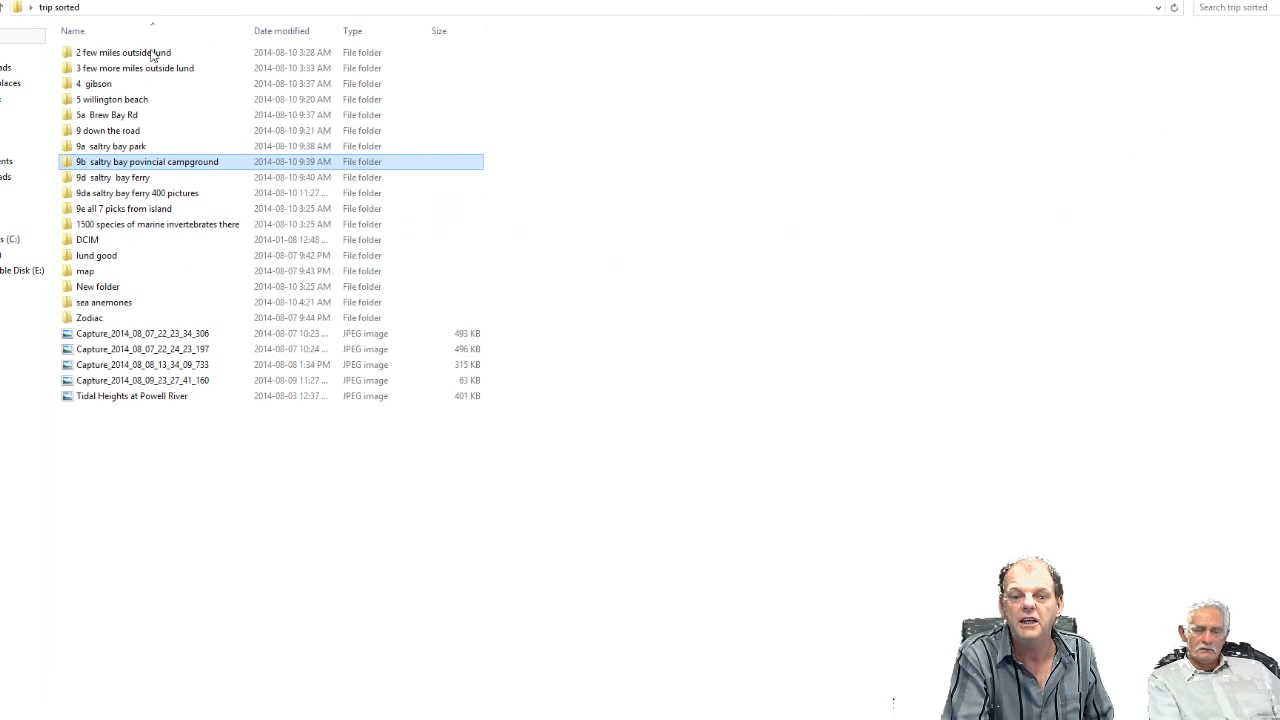 trip sorted
Search trip sorted
Name
Date modified
Type
Size
2 few miles outside lund 2014-08-10 3:28 AM File folder
3 few more miles outside lund 2014-08-10 3:33 AM File folder
4 gibson 2014-08-10 3:37 AM File folder
5 willington beach 2014-08-10 9:20 AM File folder
5a Brew Bay Rd 2014-08-10 9:37 AM File folder
9 down the road 2014-08-10 9:21 AM File folder
9a saltry bay park 2014-08-10 9:38 AM File folder
9b saltry bay povincial campground 2014-08-10 9:39 AM File folder
9d saltry bay ferry 2014-08-10 9:40 AM File folder
9da saltry bay ferry 400 pictures 2014-08-10 11:27 ... File folder
9e all 7 picks from island 2014-08-10 3:25 AM File folder
1500 species of marine invertebrates there 2014-08-10 3:25 AM File folder
DCIM 2014-01-08 12:48 ... File folder
lund good 2014-08-07 9:42 PM File folder
map 2014-08-07 9:43 PM File folder
New folder 2014-08-10 3:25 AM File folder
sea anemones 2014-08-10 4:21 AM File folder
Zodiac 2014-08-07 9:44 PM File folder
Capture_2014_08_07_22_23_34_306 2014-08-07 10:23 ... JPEG image 493 KB
Capture_2014_08_07_22_24_23_197 2014-08-07 10:24 ... JPEG image 496 KB
Capture_2014_08_08_13_34_09_733 2014-08-08 1:34 PM JPEG image 315 KB
Capture_2014_08_09_23_27_41_160 2014-08-09 11:27 ... JPEG image 63 KB
Tidal Heights at Powell River 2014-08-03 12:37 ... JPEG image 401 KB
ads
places
ents
ads
s (C:)
ble Disk (E:)